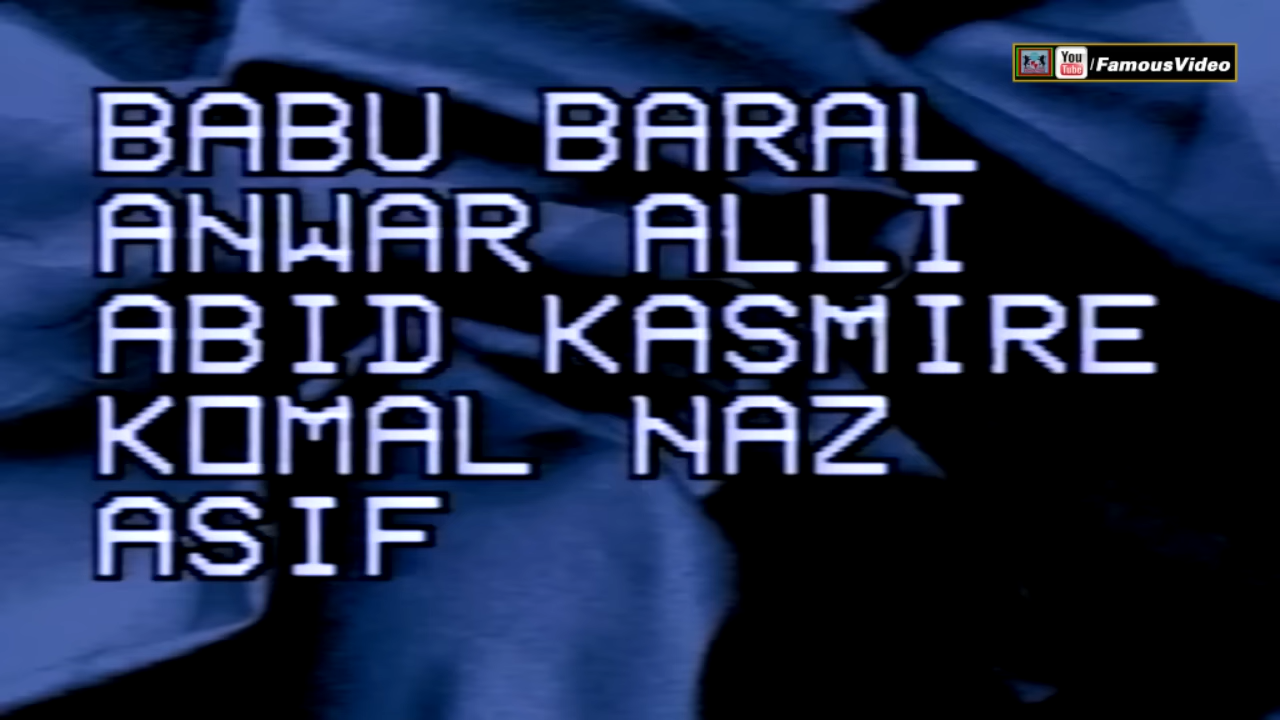 You Tube /FamousVideo
BABU BARAL
ANWAR ALLI
ABID KASMIRE
KOMAL NAZ
ASIF